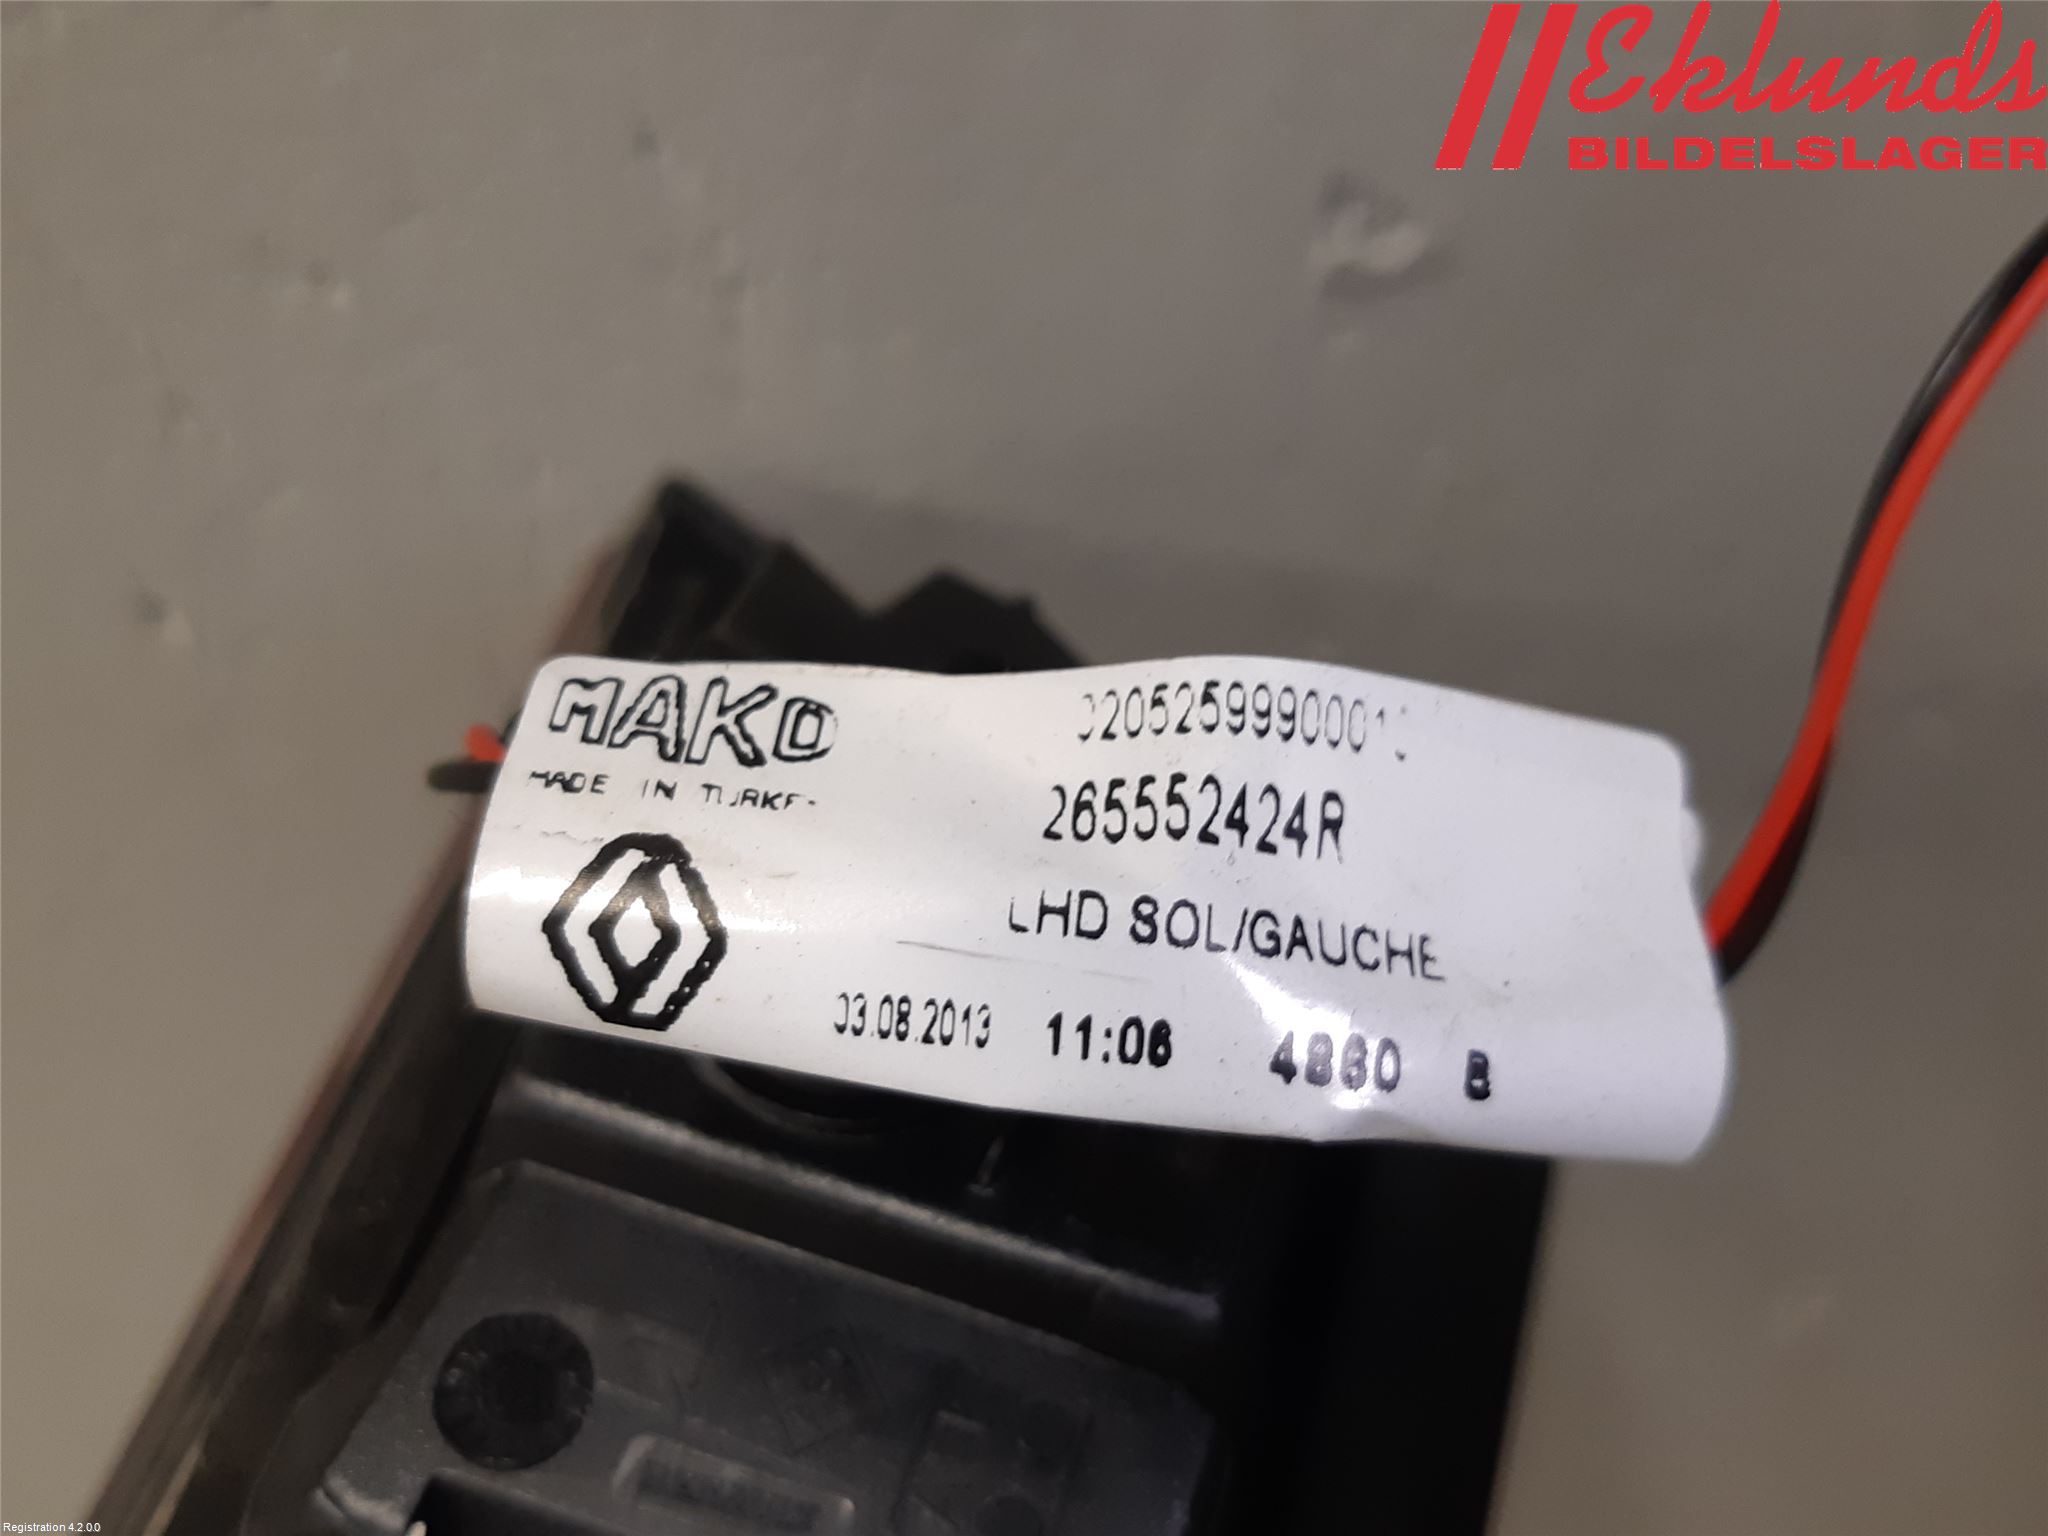 Eklunds
BILDELSLAGER
MAKO
MADE IN TURKEY
265552424R
LHD SOL/GAUCHE
03.08.2013 11:06 4860 B
Registration 4.2.0.0